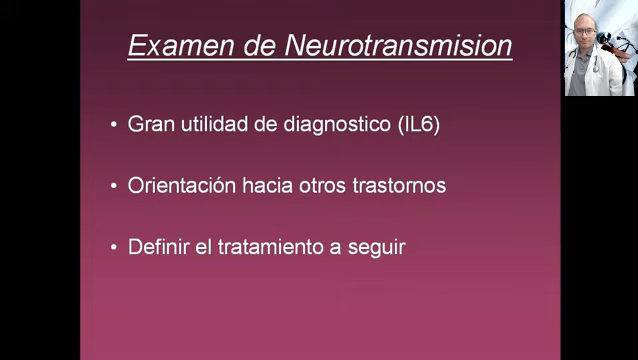 Examen de Neurotransmision
• Gran utilidad de diagnostico (IL6)
• Orientación hacia otros trastornos
• Definir el tratamiento a seguir